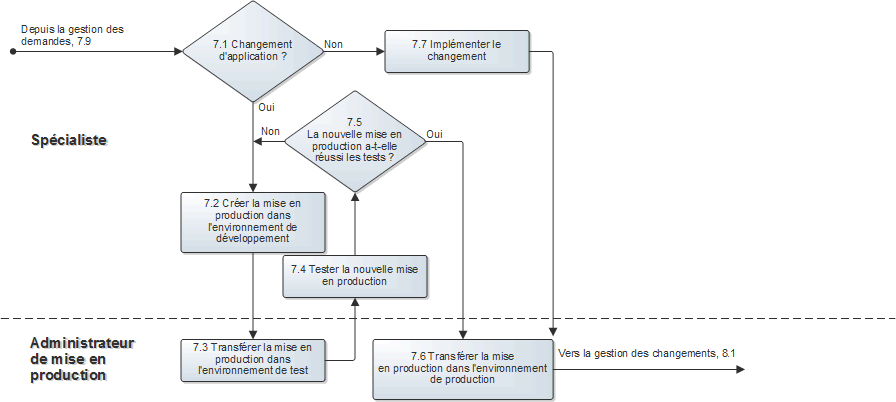 Depuis la gestion des
demandes, 7.9
7.1 Changement
d'application ?
Non
7.7 Implémenter le
changement
Oui
Spécialiste
Non
7.5
La nouvelle mise en
production a-t-elle
réussi les tests ?
Oui
7.2 Créer la mise en
production dans
l'environnement de
développement
7.4 Tester la nouvelle mise
en production
Administrateur
de mise en
production
7.3 Transférer la mise en
production dans
l'environnement de test
7.6 Transférer la mise
en production dans l'environnement
de production
Vers la gestion des changements, 8.1